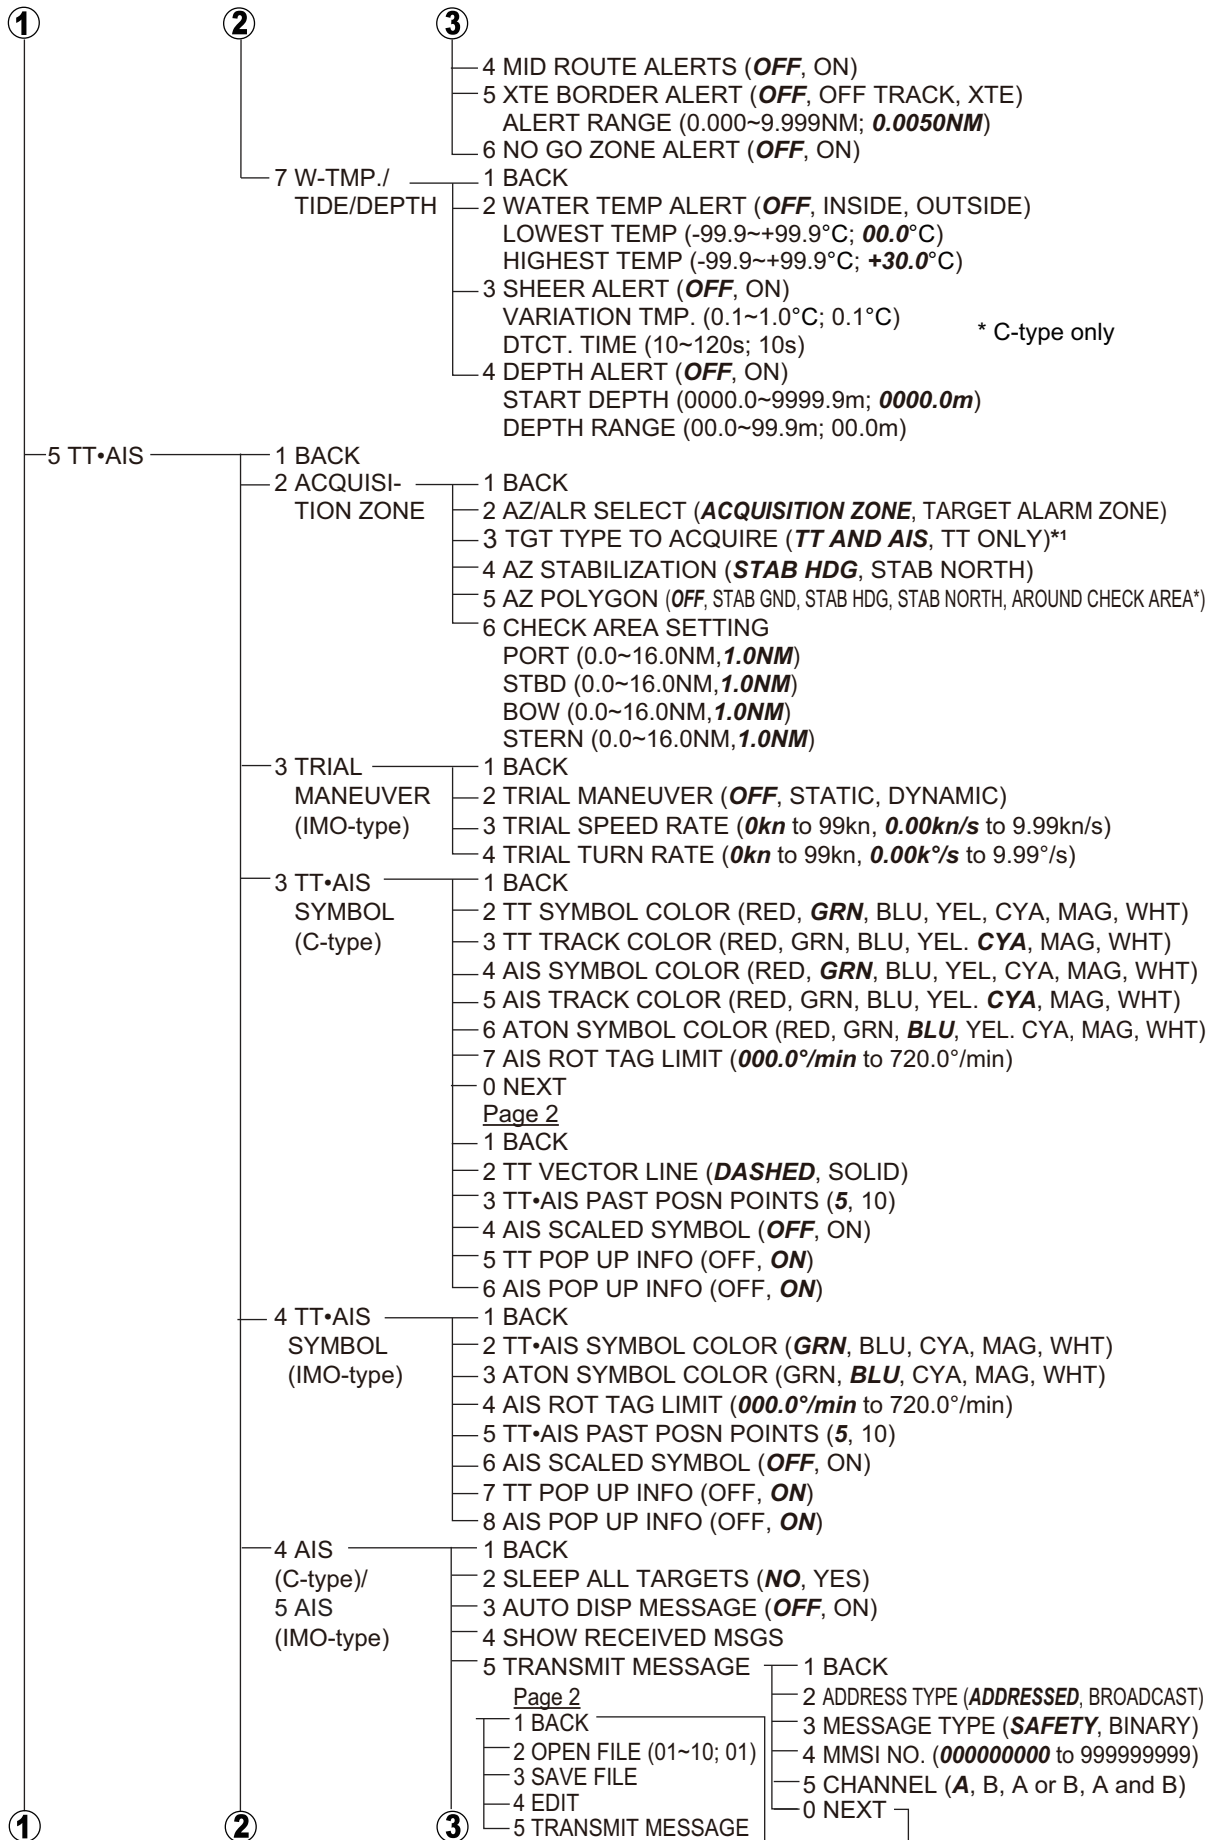 1 2 3
4 MID ROUTE ALERTS (OFF, ON)
5 XTE BORDER ALERT (OFF, OFF TRACK, XTE)
ALERT RANGE (0.000~9.999NM; 0.0050NM)
6 NO GO ZONE ALERT (OFF, ON)
7 W-TMP./
TIDE/DEPTH
1 BACK
2 WATER TEMP ALERT (OFF, INSIDE, OUTSIDE)
LOWEST TEMP (-99.9~+99.9°C; 00.0°C)
HIGHEST TEMP (-99.9~+99.9°C; +30.0°C)
3 SHEER ALERT (OFF, ON)
VARIATION TMP. (0.1~1.0°C; 0.1°C)
DTCT. TIME (10~120s; 10s)
* C-type only
4 DEPTH ALERT (OFF, ON)
START DEPTH (0000.0~9999.9m; 0000.0m)
DEPTH RANGE (00.0~99.9m; 00.0m)
5 TT•AIS
1 BACK
2 ACQUISI-
TION ZONE
1 BACK
2 AZ/ALR SELECT (ACQUISITION ZONE, TARGET ALARM ZONE)
3 TGT TYPE TO ACQUIRE (TT AND AIS, TT ONLY)*1
4 AZ STABILIZATION (STAB HDG, STAB NORTH)
5 AZ POLYGON (OFF, STAB GND, STAB HDG, STAB NORTH, AROUND CHECK AREA*)
6 CHECK AREA SETTING
PORT (0.0~16.0NM,1.0NM)
STBD (0.0~16.0NM,1.0NM)
BOW (0.0~16.0NM,1.0NM)
STERN (0.0~16.0NM,1.0NM)
3 TRIAL
MANEUVER
(IMO-type)
1 BACK
2 TRIAL MANEUVER (OFF, STATIC, DYNAMIC)
3 TRIAL SPEED RATE (0kn to 99kn, 0.00kn/s to 9.99kn/s)
4 TRIAL TURN RATE (0kn to 99kn, 0.00k°/s to 9.99°/s)
3 TT•AIS
SYMBOL
(C-type)
1 BACK
2 TT SYMBOL COLOR (RED, GRN, BLU, YEL, CYA, MAG, WHT)
3 TT TRACK COLOR (RED, GRN, BLU, YEL. CYA, MAG, WHT)
4 AIS SYMBOL COLOR (RED, GRN, BLU, YEL, CYA, MAG, WHT)
5 AIS TRACK COLOR (RED, GRN, BLU, YEL. CYA, MAG, WHT)
6 ATON SYMBOL COLOR (RED, GRN, BLU, YEL. CYA, MAG, WHT)
7 AIS ROT TAG LIMIT (000.0°/min to 720.0°/min)
0 NEXT
Page 2
1 BACK
2 TT VECTOR LINE (DASHED, SOLID)
3 TT•AIS PAST POSN POINTS (5, 10)
4 AIS SCALED SYMBOL (OFF, ON)
5 TT POP UP INFO (OFF, ON)
6 AIS POP UP INFO (OFF, ON)
4 TT•AIS
SYMBOL
(IMO-type)
1 BACK
2 TT•AIS SYMBOL COLOR (GRN, BLU, CYA, MAG, WHT)
3 ATON SYMBOL COLOR (GRN, BLU, CYA, MAG, WHT)
4 AIS ROT TAG LIMIT (000.0°/min to 720.0°/min)
5 TT•AIS PAST POSN POINTS (5, 10)
6 AIS SCALED SYMBOL (OFF, ON)
7 TT POP UP INFO (OFF, ON)
8 AIS POP UP INFO (OFF, ON)
4 AIS
(C-type)/
5 AIS
(IMO-type)
1 BACK
2 SLEEP ALL TARGETS (NO, YES)
3 AUTO DISP MESSAGE (OFF, ON)
4 SHOW RECEIVED MSGS
5 TRANSMIT MESSAGE
1 BACK
2 ADDRESS TYPE (ADDRESSED, BROADCAST)
3 MESSAGE TYPE (SAFETY, BINARY)
4 MMSI NO. (000000000 to 999999999)
5 CHANNEL (A, B, A or B, A and B)
0 NEXT
Page 2
1 BACK
2 OPEN FILE (01~10; 01)
3 SAVE FILE
4 EDIT
5 TRANSMIT MESSAGE
1 2 3